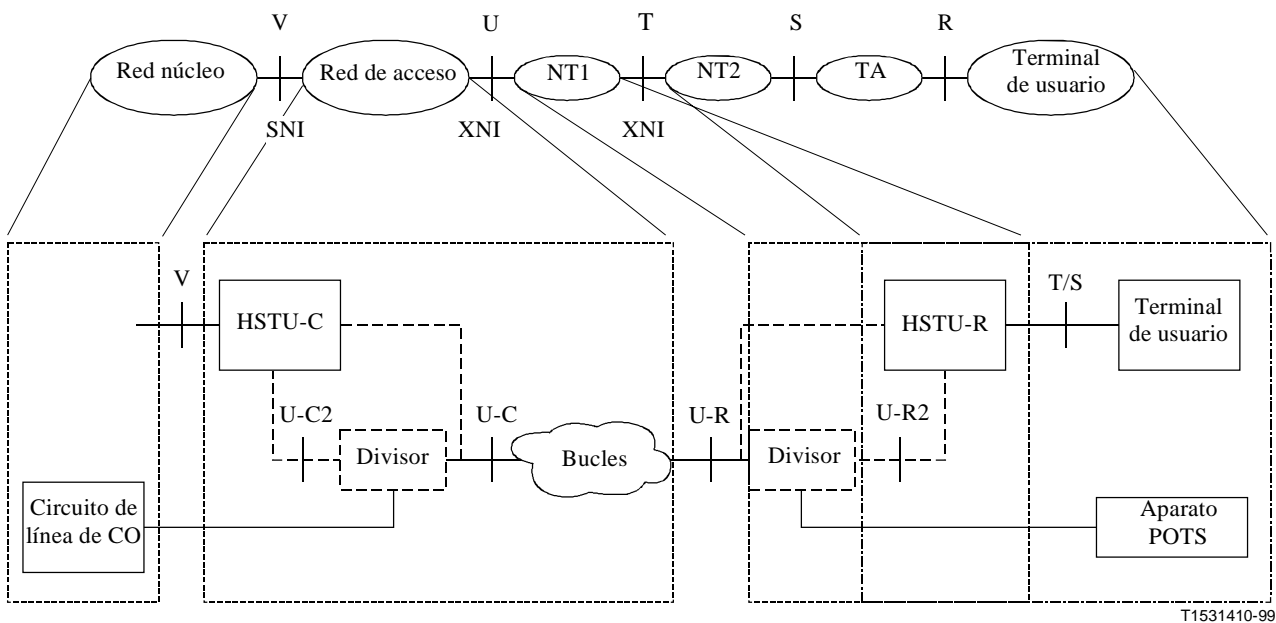 V
U
T
S
R
Red núcleo
Red de acceso
NT1
NT2
TA
Terminal
de usuario
SNI
XNI
XNI
V
HSTU-C
HSTU-R
T/S
Terminal
de usuario
U-C2
U-C
U-R
U-R2
Divisor
Bucles
Divisor
Circuito de
línea de CO
Aparato
POTS
T1531410-99